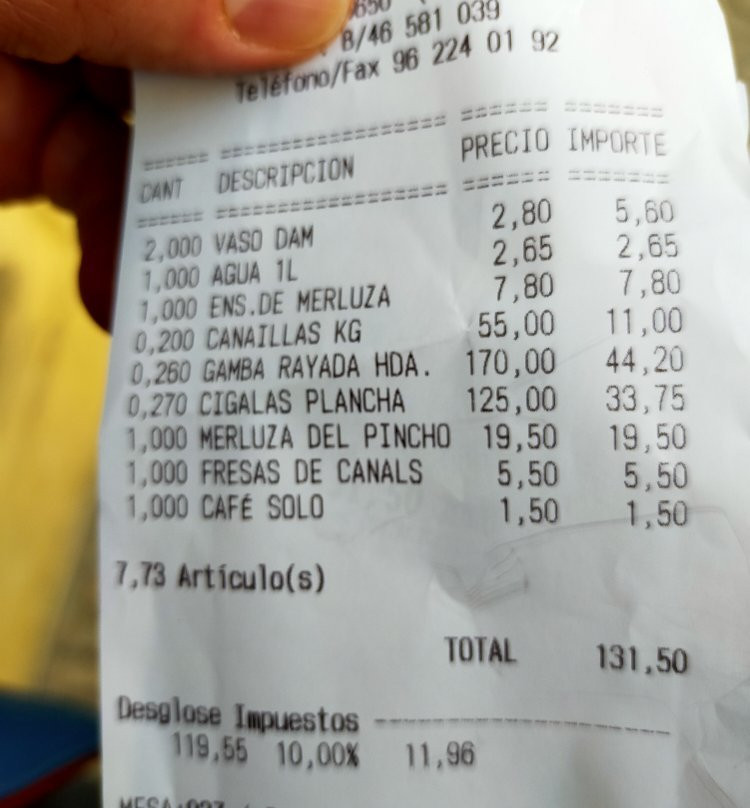 8/46 581 039
Teléfono/Fax 96 224 01 92
====== ==================== ====== =======
CANT DESCRIPCION PRECIO IMPORTE
====== ==================== ====== =======
2,000 VASO DAM 2,80 5,60
1,000 AGUA 1L 2,65 2,65
1,000 ENS.DE MERLUZA 7,80 7,80
0,200 CANAILLAS KG 55,00 11,00
0,260 GAMBA RAYADA HDA. 170,00 44,20
0,270 CIGALAS PLANCHA 125,00 33,75
1,000 MERLUZA DEL PINCHO 19,50 19,50
1,000 FRESAS DE CANALS 5,50 5,50
1,000 CAFÉ SOLO 1,50 1,50
7,73 Artículo(s)
TOTAL 131,50
Desglose Impuestos ---------------------------
119,55 10,00% 11,96